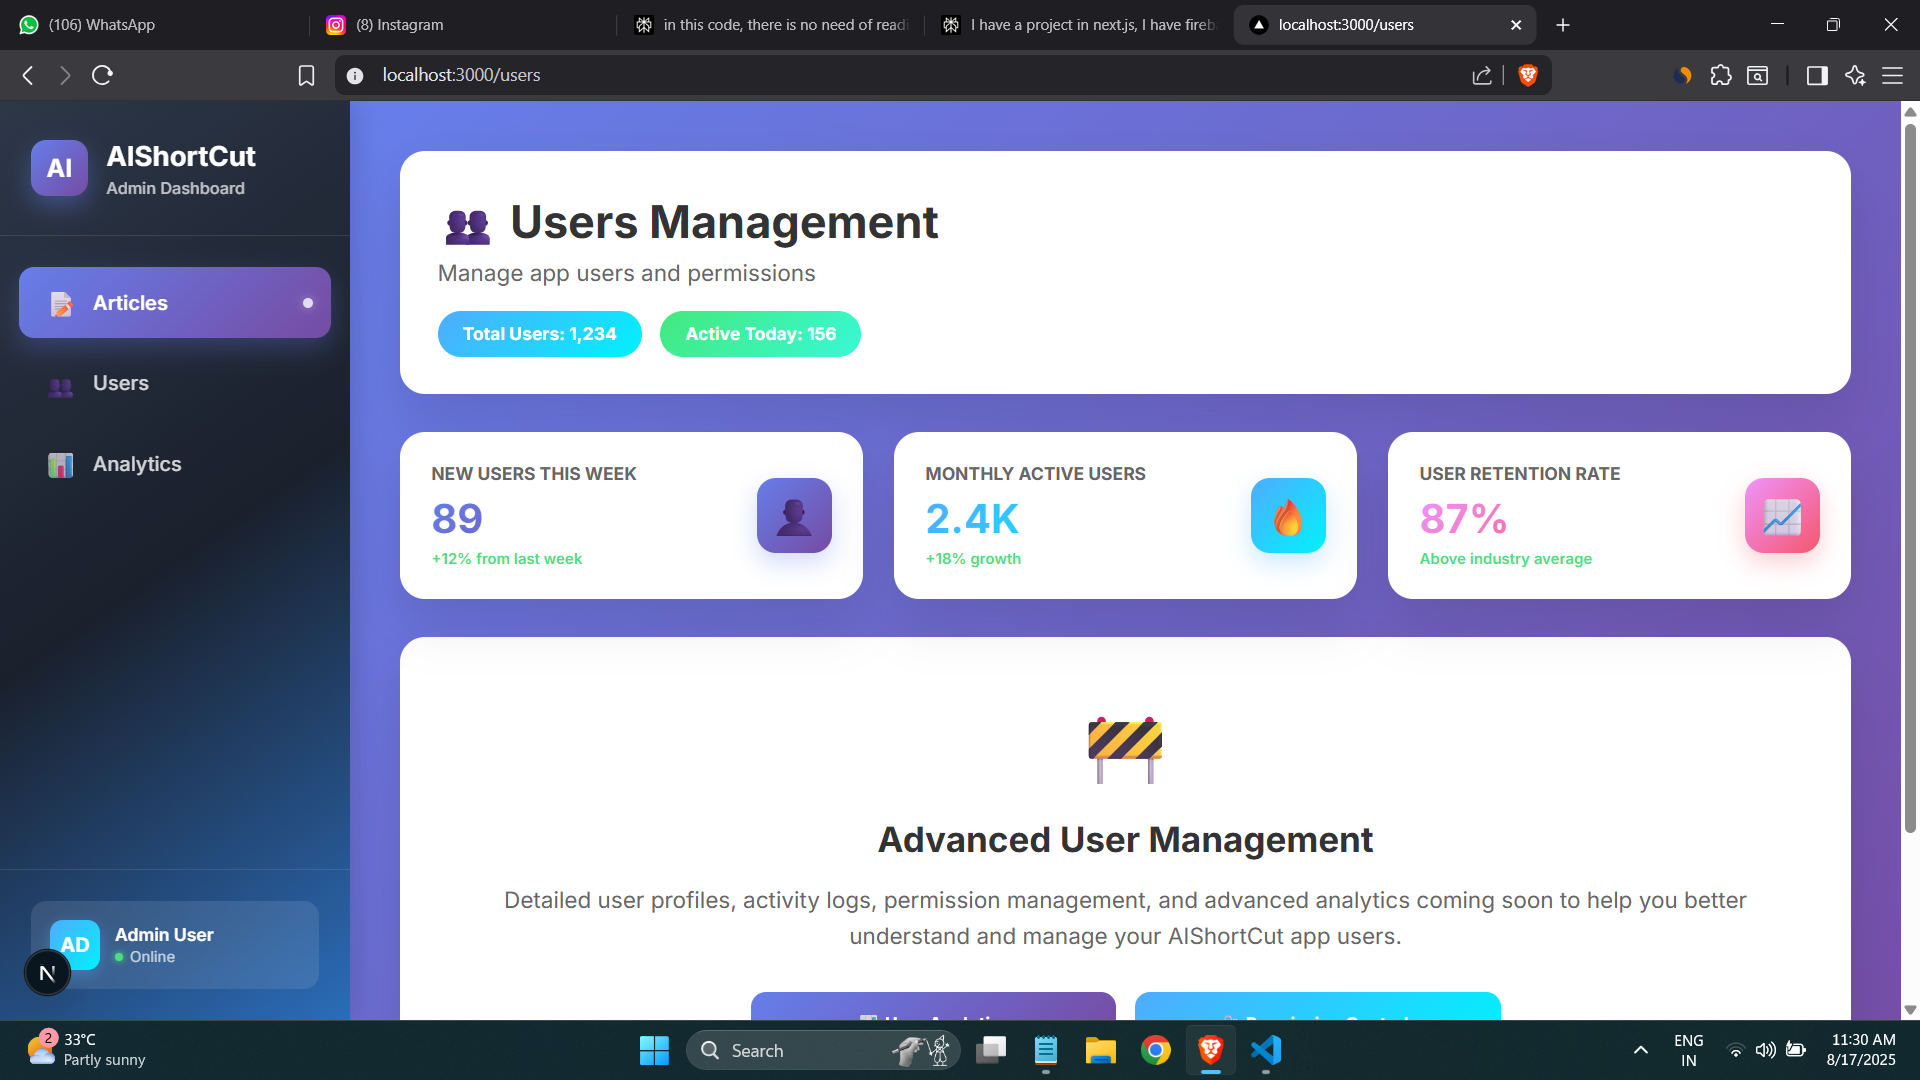 (106) WhatsApp
(8) Instagram
in this code, there is no need of readi
I have a project in next.js, I have fireb
localhost:3000/users
localhost:3000/users
AI
AIShortCut
Admin Dashboard
Articles
Users
Analytics
Users Management
Manage app users and permissions
Total Users: 1,234
Active Today: 156
NEW USERS THIS WEEK
89
+12% from last week
MONTHLY ACTIVE USERS
2.4K
+18% growth
USER RETENTION RATE
87%
Above industry average
Advanced User Management
Detailed user profiles, activity logs, permission management, and advanced analytics coming soon to help you better
understand and manage your AIShortCut app users.
AD
Admin User
Online
N
2
33°C
Partly sunny
Search
ENG
IN
11:30 AM
8/17/2025